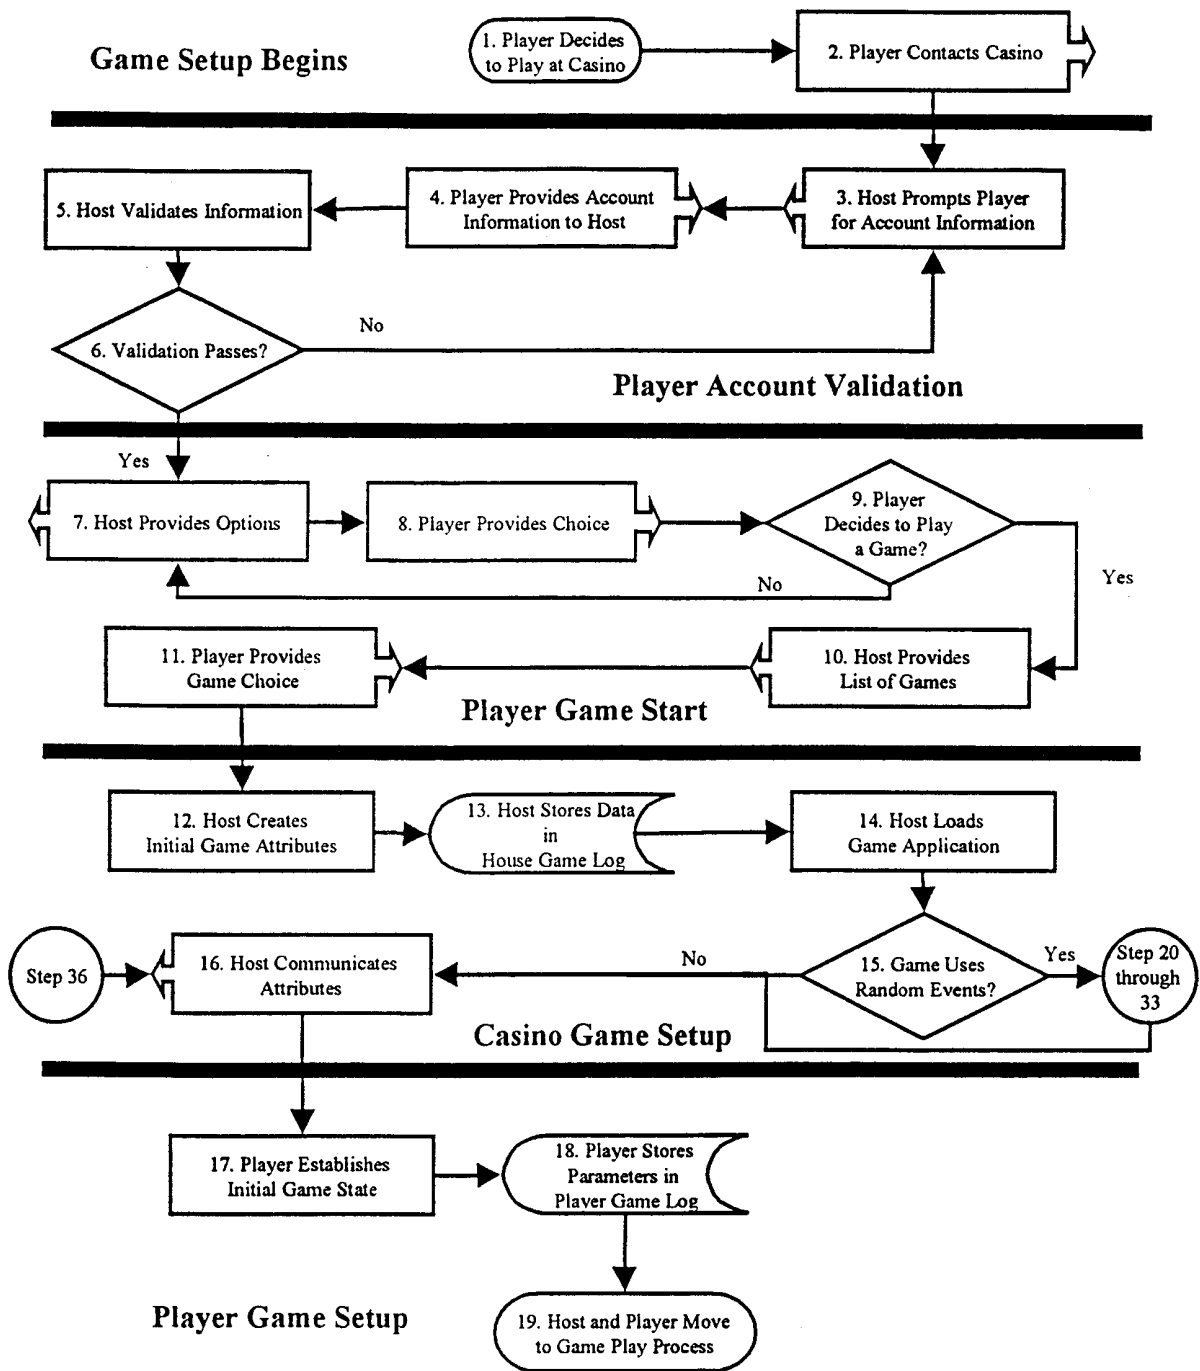 Game Setup Begins
1. Player Decides
to Play at Casino
2. Player Contacts Casino
5. Host Validates Information
4. Player Provides Account
Information to Host
3. Host Prompts Player
for Account Information
No
6. Validation Passes?
Player Account Validation
Yes
7. Host Provides Options
8. Player Provides Choice
9. Player
Decides to Play
a Game?
No
Yes
11. Player Provides
Game Choice
10. Host Provides
List of Games
Player Game Start
12. Host Creates
Initial Game Attributes
13. Host Stores Data
in
House Game Log
14. Host Loads
Game Application
Step 36
16. Host Communicates
Attributes
No
15. Game Uses
Random Events?
Yes
Step 20
through
33
Casino Game Setup
17. Player Establishes
Initial Game State
18. Player Stores
Parameters in
Player Game Log
Player Game Setup
19. Host and Player Move
to Game Play Process